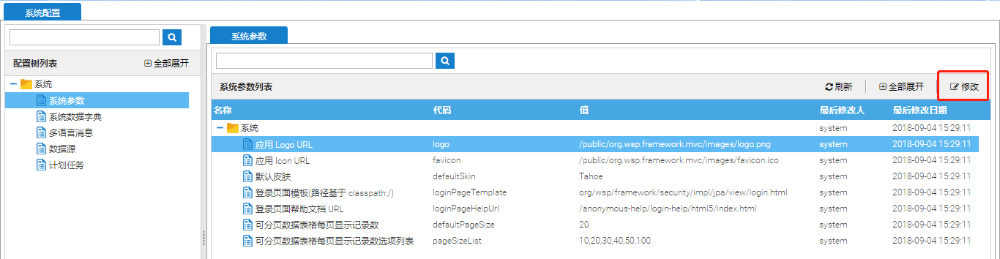 系统配置
配置树列表 全部展开
系统
系统参数
系统数据字典
多语言消息
数据源
计划任务
系统参数
系统参数列表 刷新 全部展开 修改
名称 代码 值 最后修改人 最后修改日期
系统 system 2018-09-04 15:29:11
应用 Logo URL logo /public/org.wsp.framework.mvc/images/logo.png system 2018-09-04 15:29:11
应用 Icon URL favicon /public/org.wsp.framework.mvc/images/favicon.ico system 2018-09-04 15:29:11
默认皮肤 defaultSkin Tahoe system 2018-09-04 15:29:11
登录页面模板(路径基于 classpath:/) loginPageTemplate org/wsp/framework/security/impl/jpa/view/login.html system 2018-09-04 15:29:11
登录页面帮助文档 URL loginPageHelpUrl /anonymous-help/login-help/html5/index.html system 2018-09-04 15:29:11
可分页数据表格每页显示记录数 defaultPageSize 20 system 2018-09-04 15:29:11
可分页数据表格每页显示记录数选项列表 pageSizeList 10,20,30,40,50,100 system 2018-09-04 15:29:11